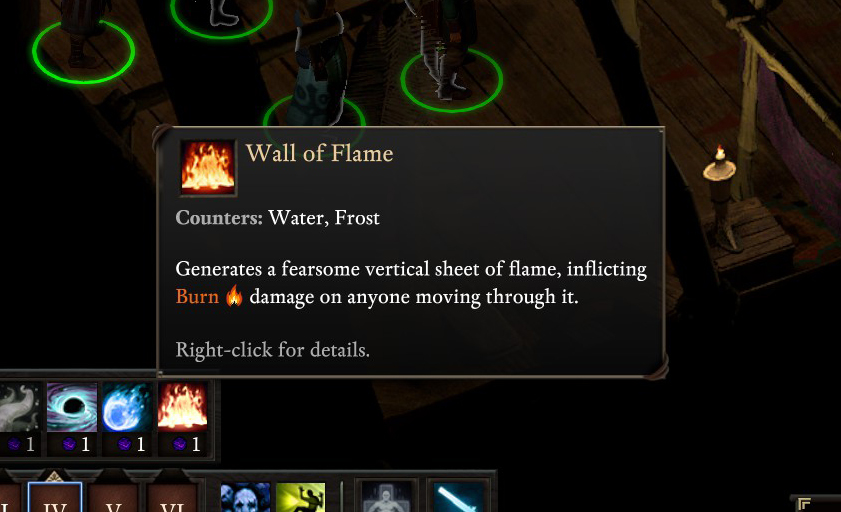 Wall of Flame
Counters: Water, Frost
Generates a fearsome vertical sheet of flame, inflicting
Burn damage on anyone moving through it.
Right-click for details.
1 1 1 1
IV V VI